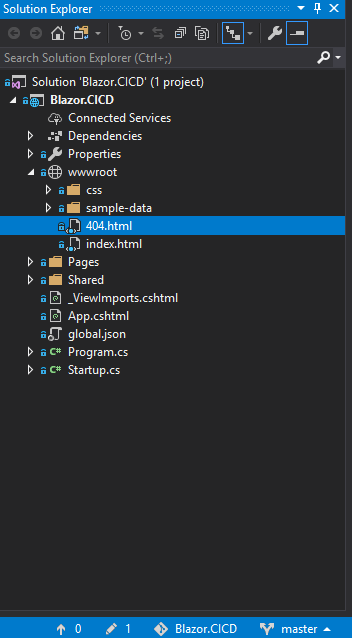 Solution Explorer
Search Solution Explorer (Ctrl+;)
Solution 'Blazor.CICD' (1 project)
Blazor.CICD
Connected Services
Dependencies
Properties
wwwroot
css
sample-data
404.html
index.html
Pages
Shared
_ViewImports.cshtml
App.cshtml
global.json
C# Program.cs
C# Startup.cs
0 1 Blazor.CICD master